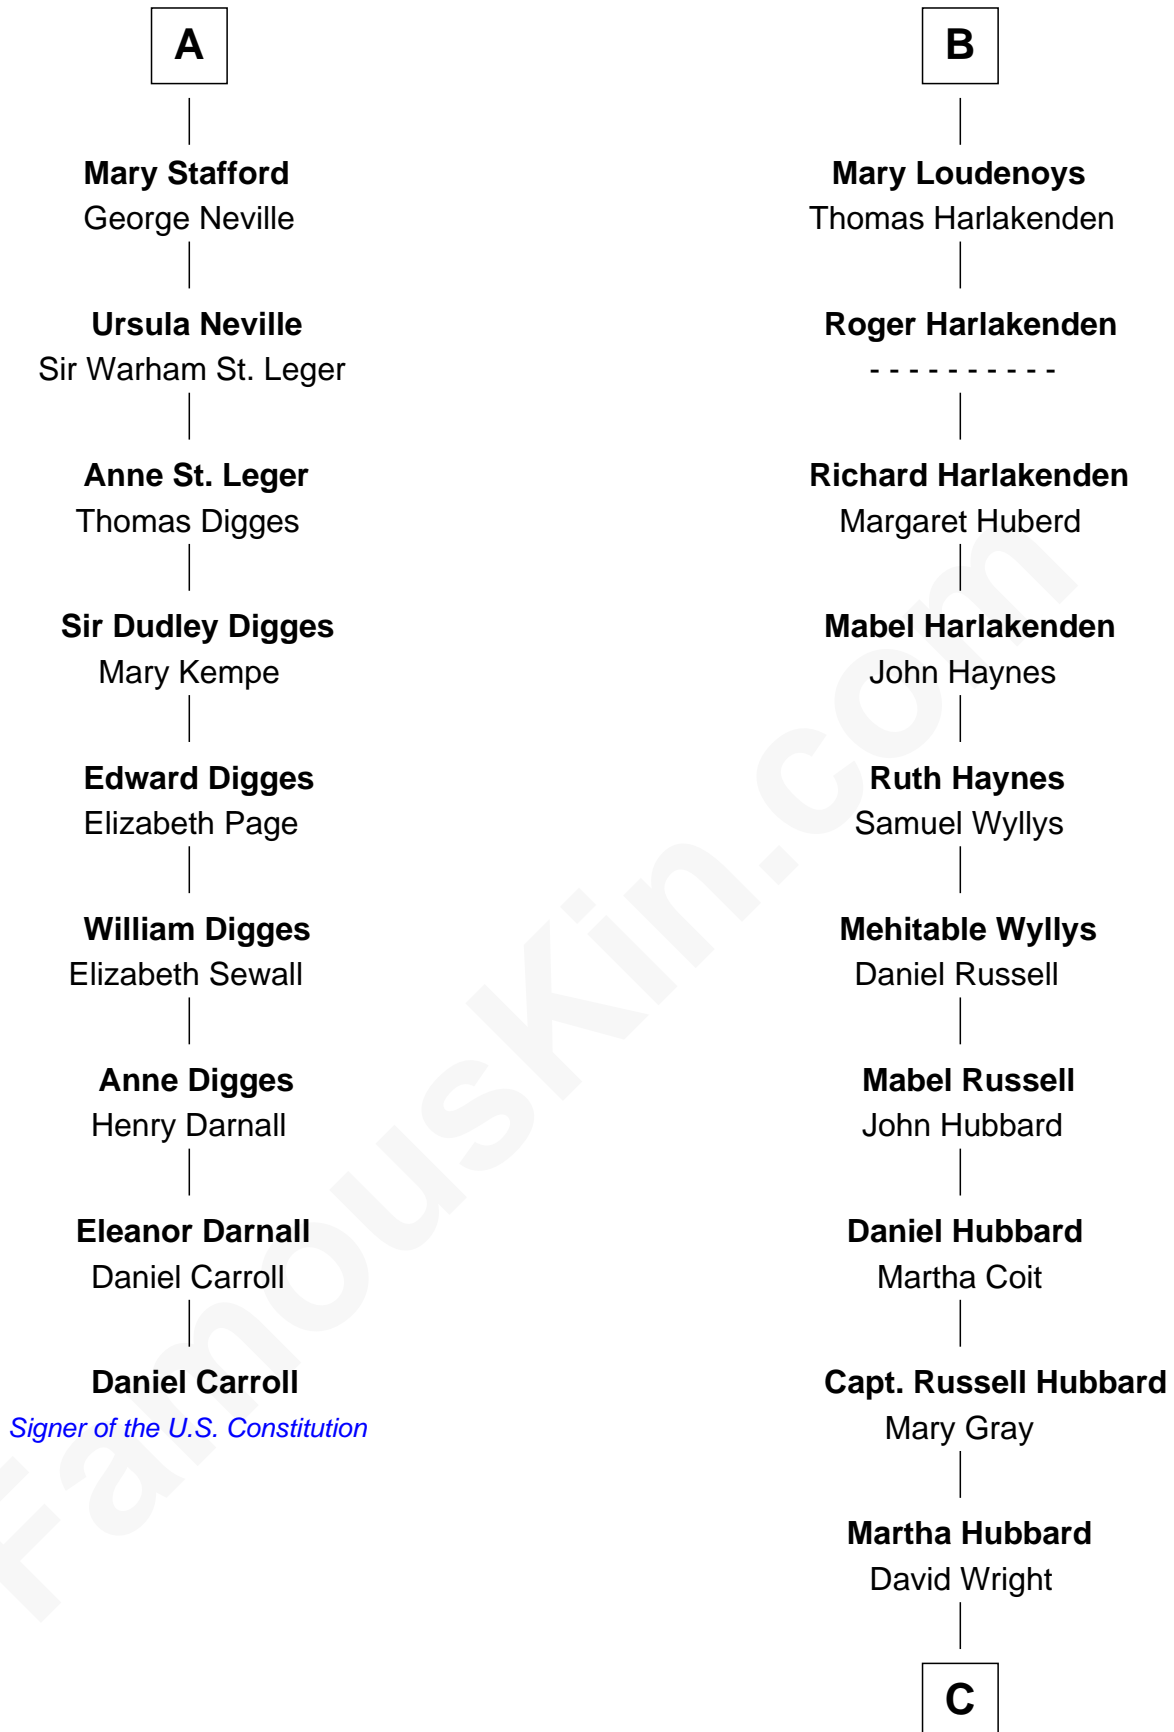 A
Mary Stafford
George Neville
Ursula Neville
Sir Warham St. Leger
Anne St. Leger
Thomas Digges
Sir Dudley Digges
Mary Kempe
Edward Digges
Elizabeth Page
William Digges
Elizabeth Sewall
Anne Digges
Henry Darnall
Eleanor Darnall
Daniel Carroll
Daniel Carroll
Signer of the U.S. Constitution
B
Mary Loudenoys
Thomas Harlakenden
Roger Harlakenden
- - - - - - - - - -
Richard Harlakenden
Margaret Huberd
Mabel Harlakenden
John Haynes
Ruth Haynes
Samuel Wyllys
Mehitable Wyllys
Daniel Russell
Mabel Russell
John Hubbard
Daniel Hubbard
Martha Coit
Capt. Russell Hubbard
Mary Gray
Martha Hubbard
David Wright
C
FamousKin.com